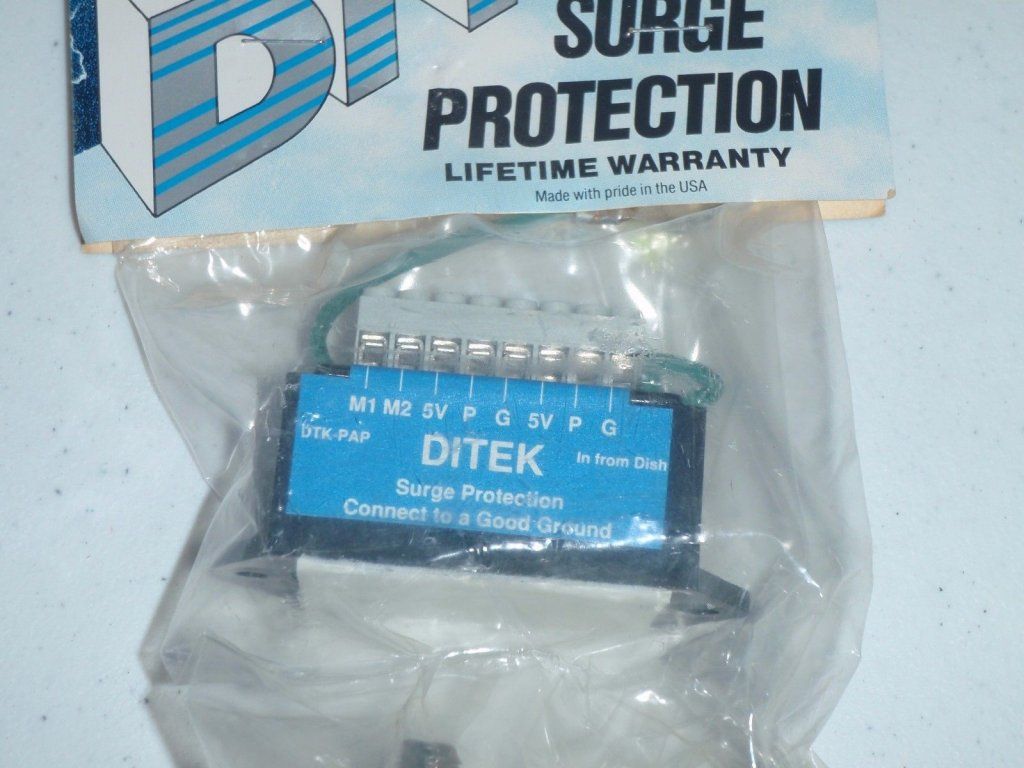 DI
SURGE
PROTECTION
LIFETIME WARRANTY
Made with pride in the USA
M1 M2 5V P G 5V P G
DTK-PAP
DITEK
In from Dish
Surge Protection
Connect to a Good Ground